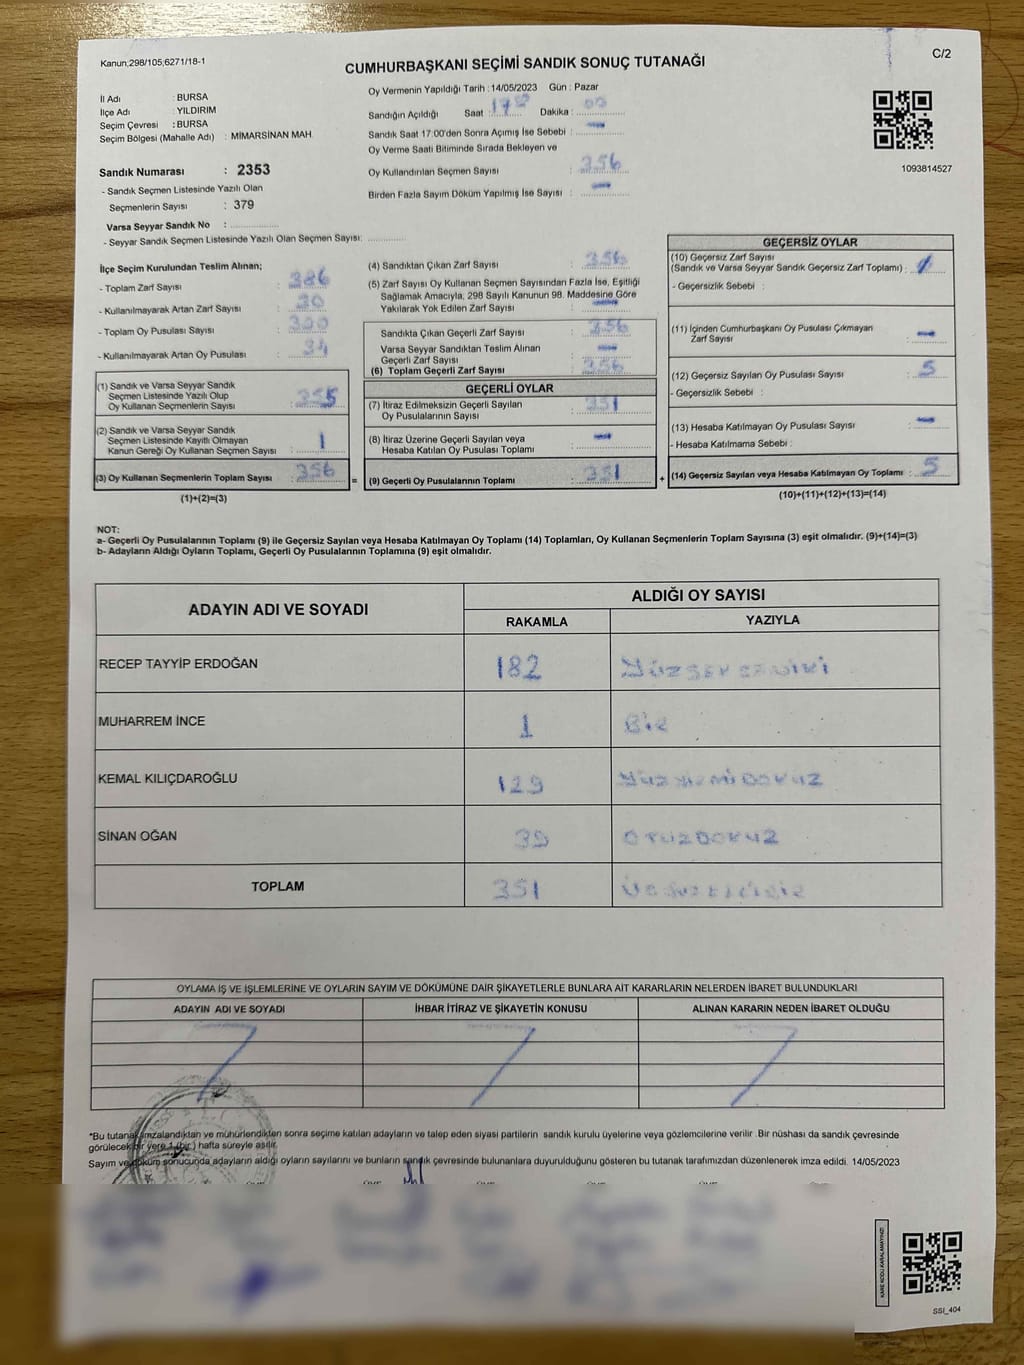 Kanun;298/105;6271/18-1
C/2
CUMHURBAŞKANI SEÇİMİ SANDIK SONUÇ TUTANAĞI
İl Adı : BURSA
İlçe Adı : YILDIRIM
Seçim Çevresi : BURSA
Seçim Bölgesi (Mahalle Adı) : MİMARSİNAN MAH.
Sandık Numarası : 2353
- Sandık Seçmen Listesinde Yazılı Olan
Seçmenlerin Sayısı : 379
Varsa Seyyar Sandık No :
- Seyyar Sandık Seçmen Listesinde Yazılı Olan Seçmen Sayısı:
Oy Vermenin Yapıldığı Tarih : 14/05/2023 Gün : Pazar
Sandığın Açıldığı Saat : 17 00 Dakika : 00
Sandık Saat 17:00'den Sonra Açımış İse Sebebi : —
Oy Verme Saati Bitiminde Sırada Bekleyen ve
Oy Kullandırılan Seçmen Sayısı : 356
Birden Fazla Sayım Döküm Yapılmış İse Sayısı : —
1093814527
İlçe Seçim Kurulundan Teslim Alınan;
- Toplam Zarf Sayısı : 386
- Kullanılmayarak Artan Zarf Sayısı : 30
- Toplam Oy Pusulası Sayısı :
- Kullanılmayarak Artan Oy Pusulası : 34
(1) Sandık ve Varsa Seyyar Sandık
Seçmen Listesinde Yazılı Olup
Oy Kullanan Seçmenlerin Sayısı : 355
(2) Sandık ve Varsa Seyyar Sandık
Seçmen Listesinde Kayıtlı Olmayan
Kanun Gereği Oy Kullanan Seçmen Sayısı : 1
(3) Oy Kullanan Seçmenlerin Toplam Sayısı : 356
(1)+(2)=(3)
(4) Sandıktan Çıkan Zarf Sayısı : 356
(5) Zarf Sayısı Oy Kullanan Seçmen Sayısından Fazla İse, Eşitliği
Sağlamak Amacıyla, 298 Sayılı Kanunun 98. Maddesine Göre
Yakılarak Yok Edilen Zarf Sayısı : —
Sandıkta Çıkan Geçerli Zarf Sayısı : 356
Varsa Seyyar Sandıktan Teslim Alınan
Geçerli Zarf Sayısı : —
(6) Toplam Geçerli Zarf Sayısı : 356
GEÇERLİ OYLAR
(7) İtiraz Edilmeksizin Geçerli Sayılan
Oy Pusulalarının Sayısı : 351
(8) İtiraz Üzerine Geçerli Sayılan veya
Hesaba Katılan Oy Pusulası Toplamı : —
= (9) Geçerli Oy Pusulalarının Toplamı : 351
GEÇERSİZ OYLAR
(10) Geçersiz Zarf Sayısı
(Sandık ve Varsa Seyyar Sandık Geçersiz Zarf Toplamı) :
- Geçersizlik Sebebi :
(11) İçinden Cumhurbaşkanı Oy Pusulası Çıkmayan
Zarf Sayısı : —
(12) Geçersiz Sayılan Oy Pusulası Sayısı : 5
- Geçersizlik Sebebi :
(13) Hesaba Katılmayan Oy Pusulası Sayısı : —
- Hesaba Katılmama Sebebi :
+ (14) Geçersiz Sayılan veya Hesaba Katılmayan Oy Toplamı : 5
(10)+(11)+(12)+(13)=(14)
NOT:
a- Geçerli Oy Pusulalarının Toplamı (9) ile Geçersiz Sayılan veya Hesaba Katılmayan Oy Toplamı (14) Toplamları, Oy Kullanan Seçmenlerin Toplam Sayısına (3) eşit olmalıdır. (9)+(14)=(3)
b- Adayların Aldığı Oyların Toplamı, Geçerli Oy Pusulalarının Toplamına (9) eşit olmalıdır.
ADAYIN ADI VE SOYADI
ALDIĞI OY SAYISI
RAKAMLA YAZIYLA
RECEP TAYYİP ERDOĞAN 182 YÜZSEKSENİKİ
MUHARREM İNCE 1 BİR
KEMAL KILIÇDAROĞLU 129 YÜZYİRMİDOKUZ
SİNAN OĞAN 39 OTUZDOKUZ
TOPLAM 351
OYLAMA İŞ VE İŞLEMLERİNE VE OYLARIN SAYIM VE DÖKÜMÜNE DAİR ŞİKAYETLERLE BUNLARA AİT KARARLARIN NELERDEN İBARET BULUNDUKLARI
ADAYIN ADI VE SOYADI İHBAR İTİRAZ VE ŞİKAYETİN KONUSU ALINAN KARARIN NEDEN İBARET OLDUĞU
*Bu tutanak imzalandıktan ve mühürlendikten sonra seçime katılan adayların ve talep eden siyasi partilerin sandık kurulu üyelerine veya gözlemcilerine verilir .Bir nüshası da sandık çevresinde
görülecek bir yere 1 (bir) hafta süreyle asılır.
Sayım ve döküm sonucunda adayların aldığı oyların sayılarını ve bunların sandık çevresinde bulunanlara duyurulduğunu gösteren bu tutanak tarafımızdan düzenlenerek imza edildi. 14/05/2023
SSI_404